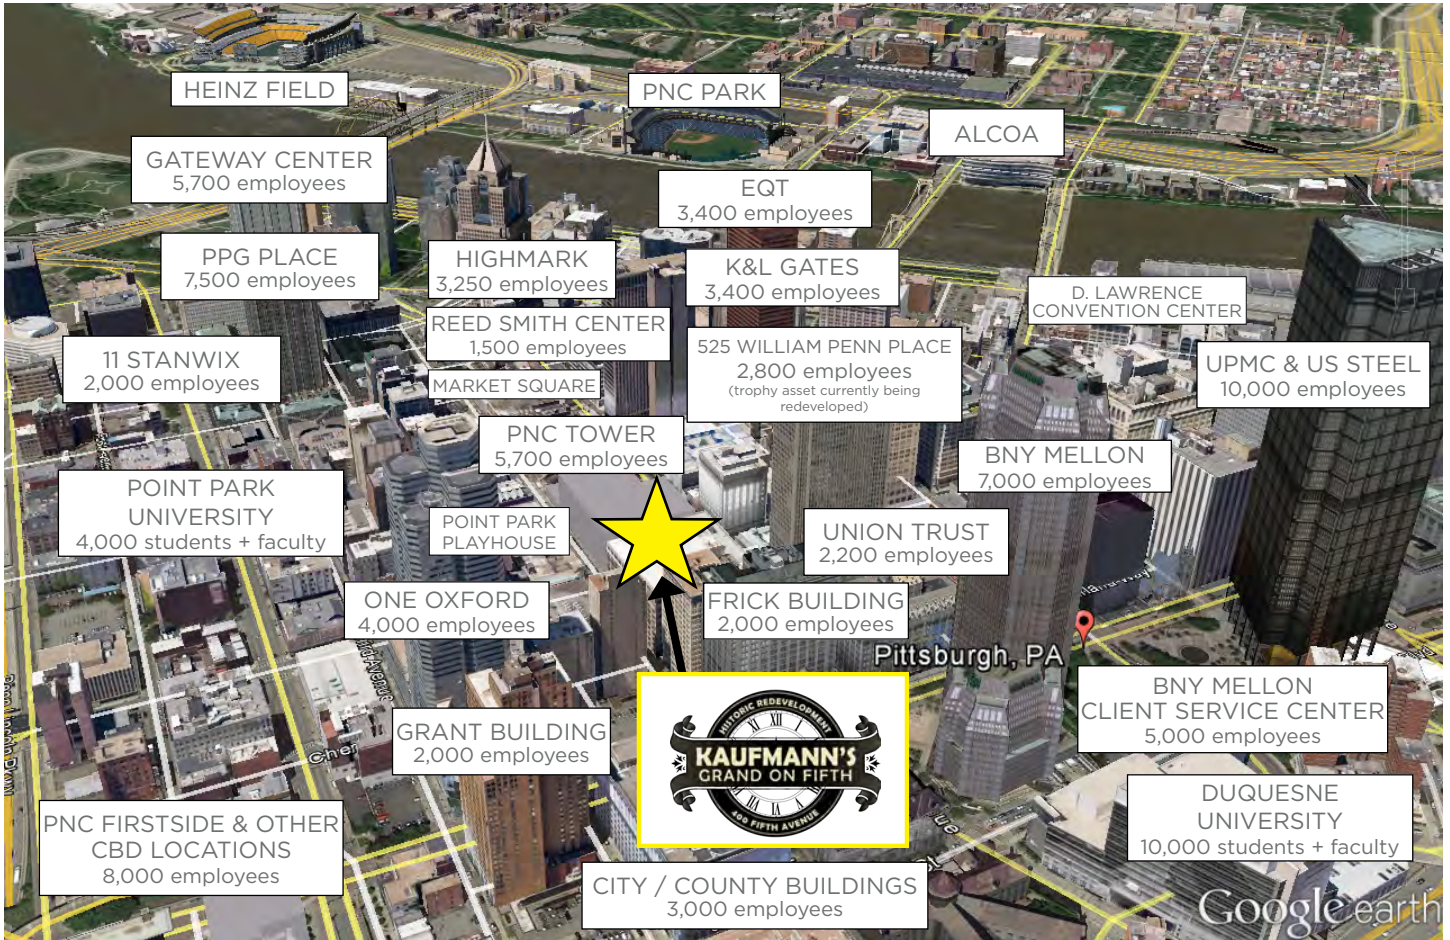 HEINZ FIELD
PNC PARK
ALCOA
GATEWAY CENTER
5,700 employees
EQT
3,400 employees
PPG PLACE
7,500 employees
HIGHMARK
3,250 employees
K&L GATES
3,400 employees
D. LAWRENCE
CONVENTION CENTER
REED SMITH CENTER
1,500 employees
11 STANWIX
2,000 employees
MARKET SQUARE
525 WILLIAM PENN PLACE
2,800 employees
(trophy asset currently being
redeveloped)
UPMC & US STEEL
10,000 employees
PNC TOWER
5,700 employees
BNY MELLON
7,000 employees
POINT PARK
UNIVERSITY
4,000 students + faculty
POINT PARK
PLAYHOUSE
UNION TRUST
2,200 employees
ONE OXFORD
4,000 employees
FRICK BUILDING
2,000 employees
Pittsburgh, PA
BNY MELLON
CLIENT SERVICE CENTER
5,000 employees
GRANT BUILDING
2,000 employees
HISTORIC REDEVELOPMENT
XII
KAUFMANN'S
GRAND ON FIFTH
400 FIFTH AVENUE
DUQUESNE
UNIVERSITY
10,000 students + faculty
PNC FIRSTSIDE & OTHER
CBD LOCATIONS
8,000 employees
CITY / COUNTY BUILDINGS
3,000 employees
Google earth